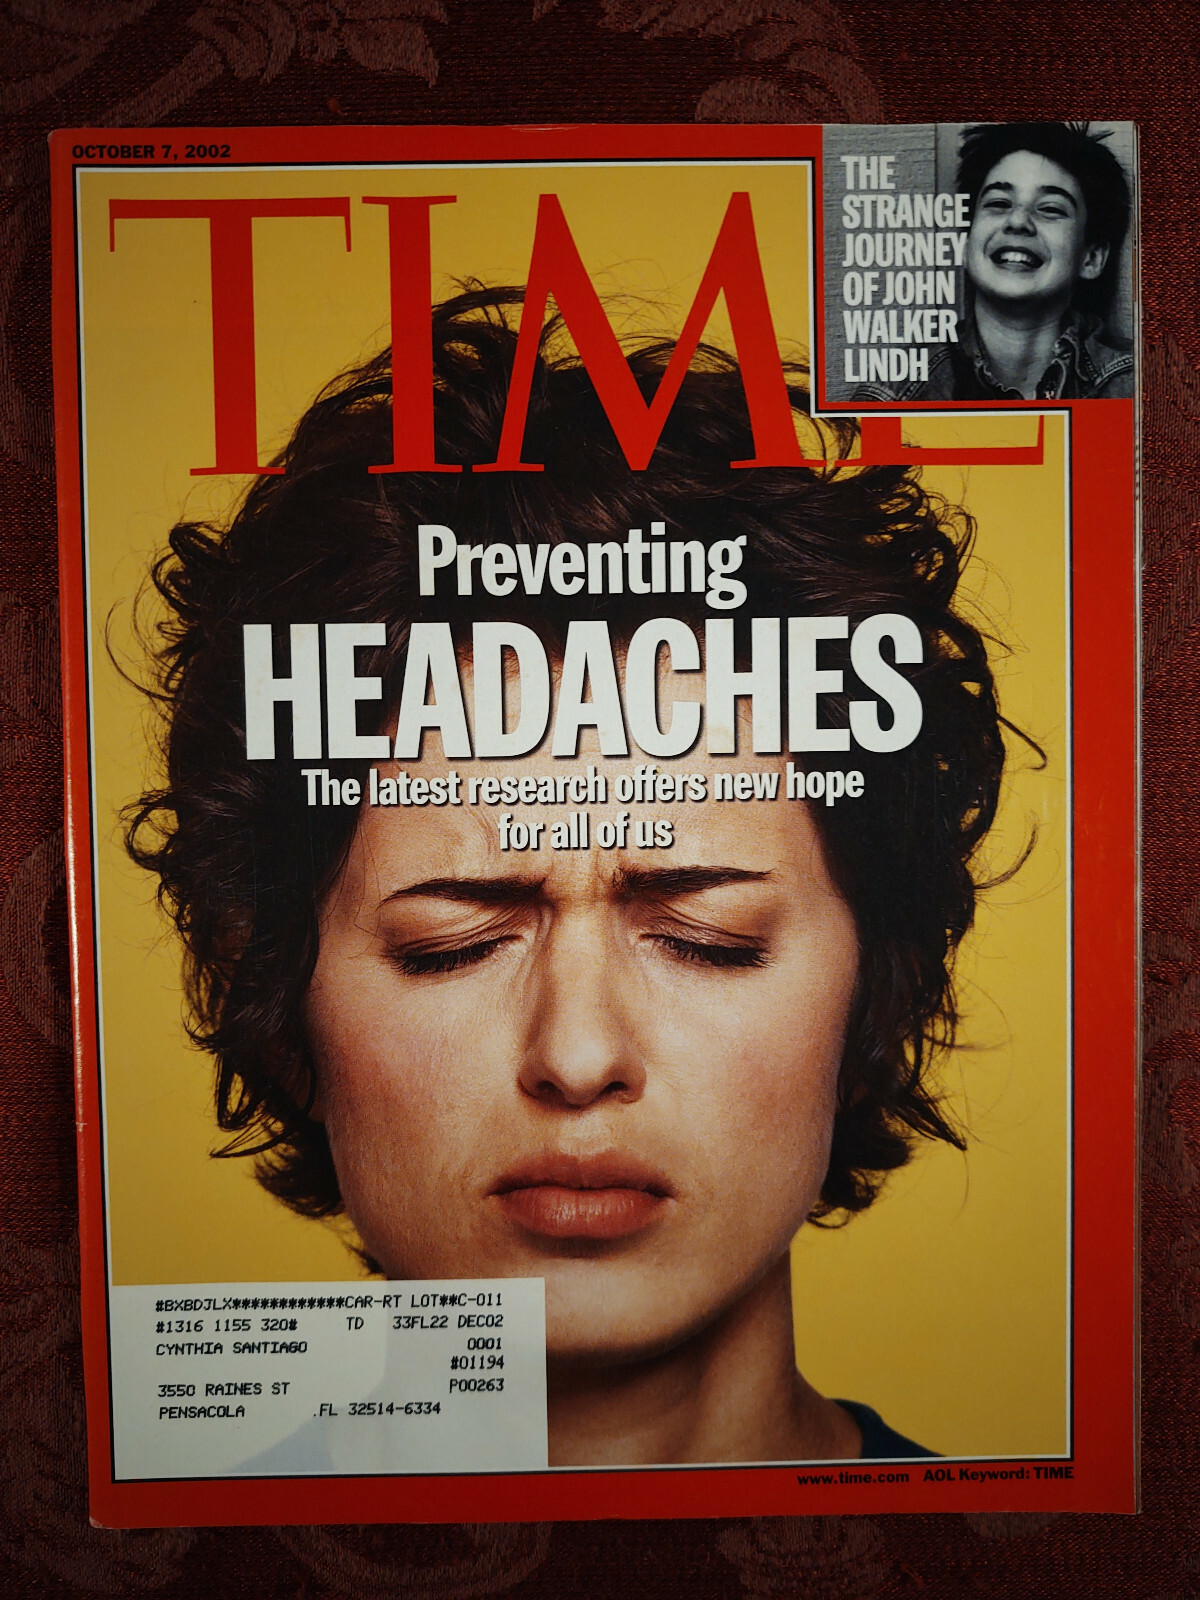 OCTOBER 7, 2002
TIME
THE
STRANGE
JOURNEY
OF JOHN
WALKER
LINDH
Preventing
HEADACHES
The latest research offers new hope
for all of us
#BXBDJLX************CAR-RT LOT**C-011
#1316 1155 320# TD 33FL22 DEC02
CYNTHIA SANTIAGO 0001
#01194
3550 RAINES ST P00263
PENSACOLA .FL 32514-6334
www.time.com AOL Keyword: TIME